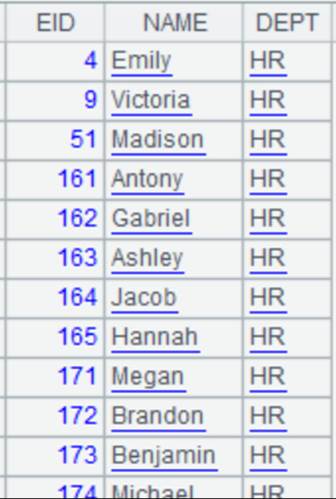 EID NAME DEPT
4 Emily HR
9 Victoria HR
51 Madison HR
161 Antony HR
162 Gabriel HR
163 Ashley HR
164 Jacob HR
165 Hannah HR
171 Megan HR
172 Brandon HR
173 Benjamin HR
174 Michael HR